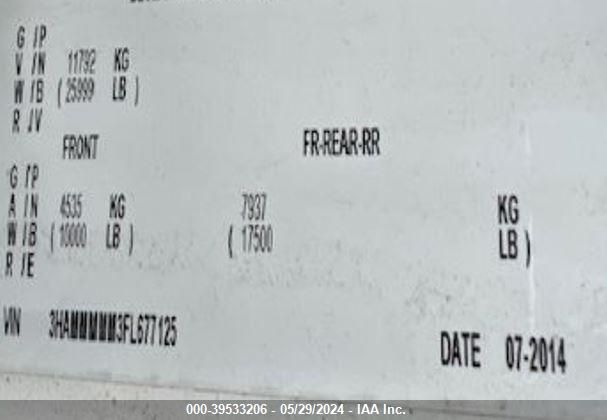 G /P
V /N 11792 KG
W /B ( 25999 LB )
R /V
FRONT FR-REAR-RR
G /P
A /N 4535 KG 7937 KG
W /B ( 10000 LB ) ( 17500 LB )
R /E
VIN 3FL677125
DATE 07-2014
000-39533206 - 05/29/2024 - IAA Inc.